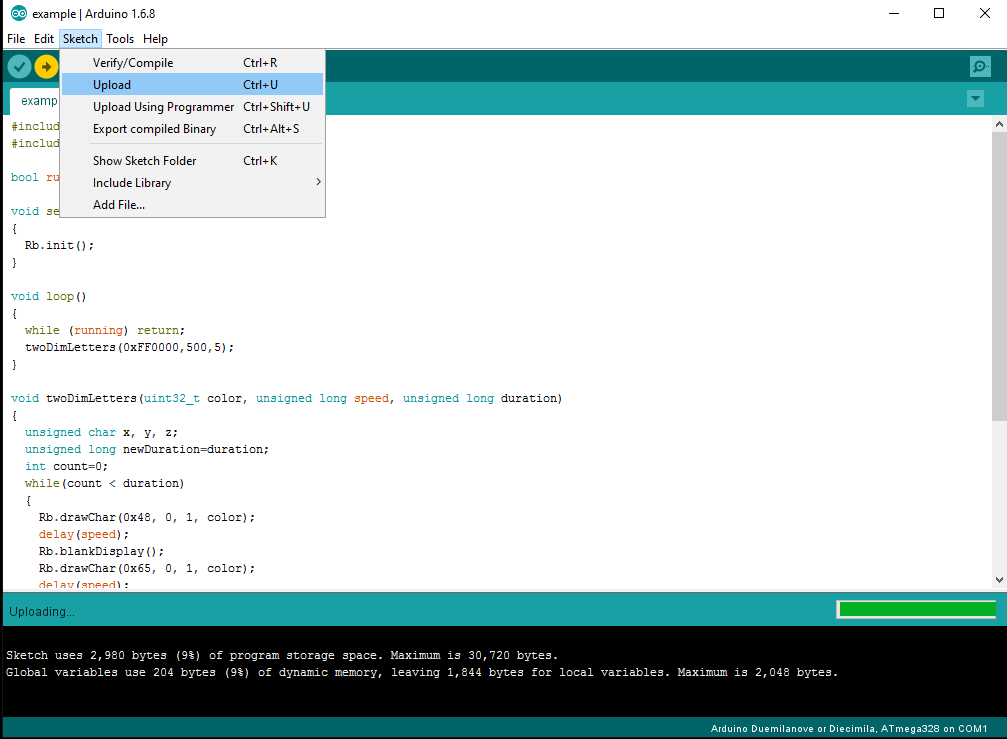 example | Arduino 1.6.8
File Edit Sketch Tools Help
Verify/Compile Ctrl+R
Upload Ctrl+U
Upload Using Programmer Ctrl+Shift+U
Export compiled Binary Ctrl+Alt+S
Show Sketch Folder Ctrl+K
Include Library
Add File...
examp
#includ
#includ
bool ru
void se
{
Rb.init();
}
void loop()
{
while (running) return;
twoDimLetters(0xFF0000,500,5);
}
void twoDimLetters(uint32_t color, unsigned long speed, unsigned long duration)
{
unsigned char x, y, z;
unsigned long newDuration=duration;
int count=0;
while(count < duration)
{
Rb.drawChar(0x48, 0, 1, color);
delay(speed);
Rb.blankDisplay();
Rb.drawChar(0x65, 0, 1, color);
delay(speed);
Uploading...
Sketch uses 2,980 bytes (9%) of program storage space. Maximum is 30,720 bytes.
Global variables use 204 bytes (9%) of dynamic memory, leaving 1,844 bytes for local variables. Maximum is 2,048 bytes.
Arduino Duemilanove or Diecimila, ATmega328 on COM1